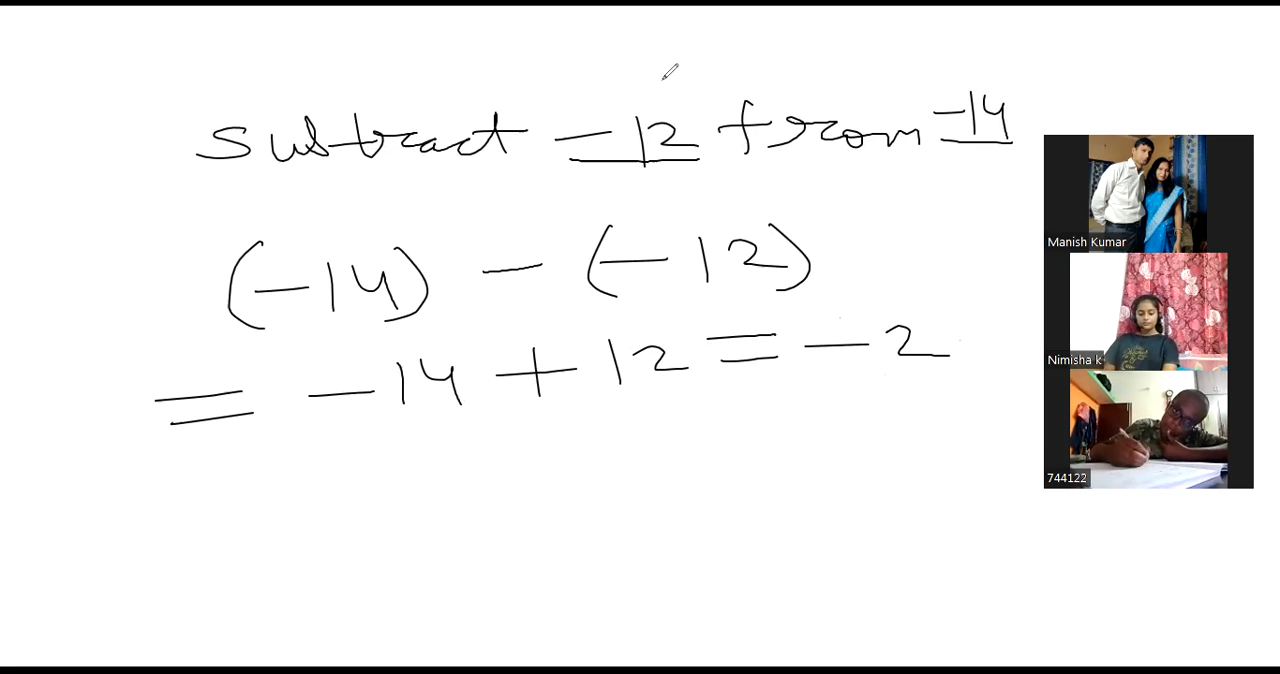 subtract -12 from -14
(-14) - (-12)
= -14 + 12 = -2
Manish Kumar
Nimisha k
744122